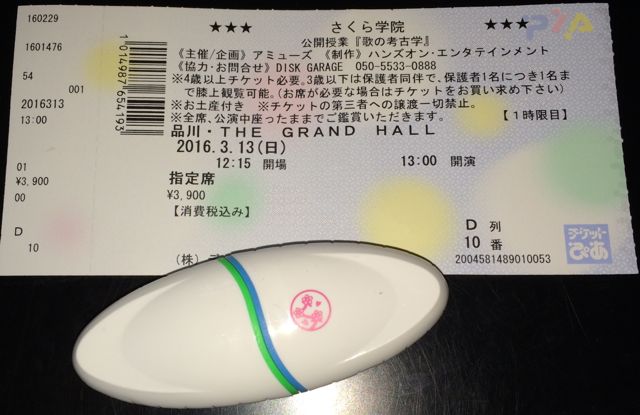 160229
1601476
54
001
2016313
13:00
01
¥3,900
00
D
10
1014987 654193
★★★ さくら学院 ★★★
公開授業『歌の考古学』
《主催/企画》アミューズ 《制作》ハンズオン・エンタテインメント
《協力・お問合せ》DISK GARAGE 050-5533-0888
※4歳以上チケット必要。3歳以下は保護者同伴で、保護者1名につき1名ま
で膝上観覧可能。(お席が必要な場合はチケットをお買い求め下さい)
※お土産付き ※チケットの第三者への譲渡一切禁止。
※全席、公演中座ったままでご鑑賞いただきます。 【1時限目】
品川・THE GRAND HALL
2016.3.13(日)
12:15 開場 13:00 開演
指定席
¥3,900
【消費税込み】
D 列
10 番
チケットぴあ
2004581489010053
(株)